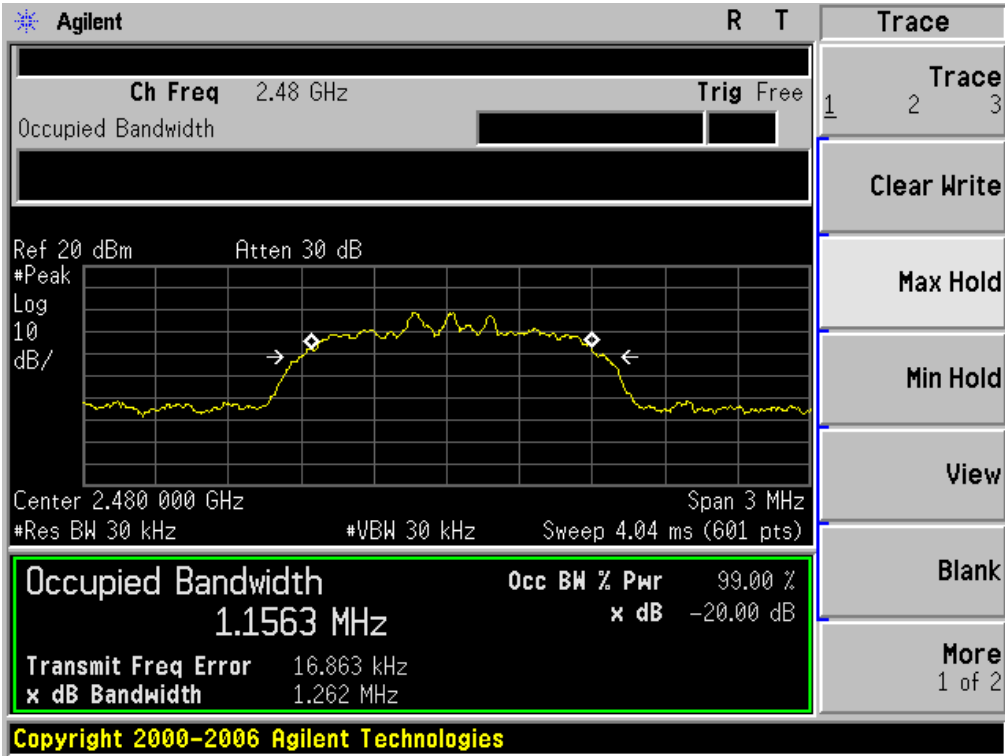 Agilent R T Trace
Ch Freq 2.48 GHz Trig Free
Occupied Bandwidth
Trace
1 2 3
Clear Write
Max Hold
Min Hold
View
Blank
More
1 of 2
Ref 20 dBm Atten 30 dB
#Peak
Log
10
dB/
Center 2.480 000 GHz Span 3 MHz
#Res BW 30 kHz #VBW 30 kHz Sweep 4.04 ms (601 pts)
Occupied Bandwidth Occ BW % Pwr 99.00 %
1.1563 MHz x dB -20.00 dB
Transmit Freq Error 16.863 kHz
x dB Bandwidth 1.262 MHz
Copyright 2000-2006 Agilent Technologies